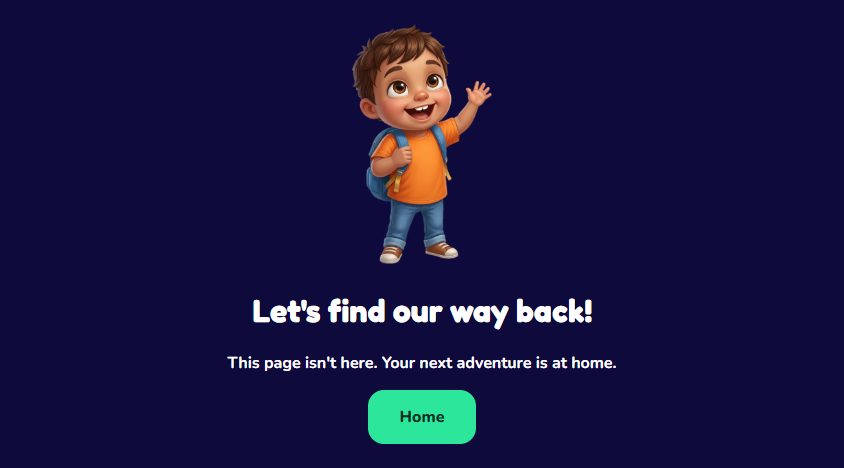 Let's find our way back!
This page isn't here. Your next adventure is at home.
Home